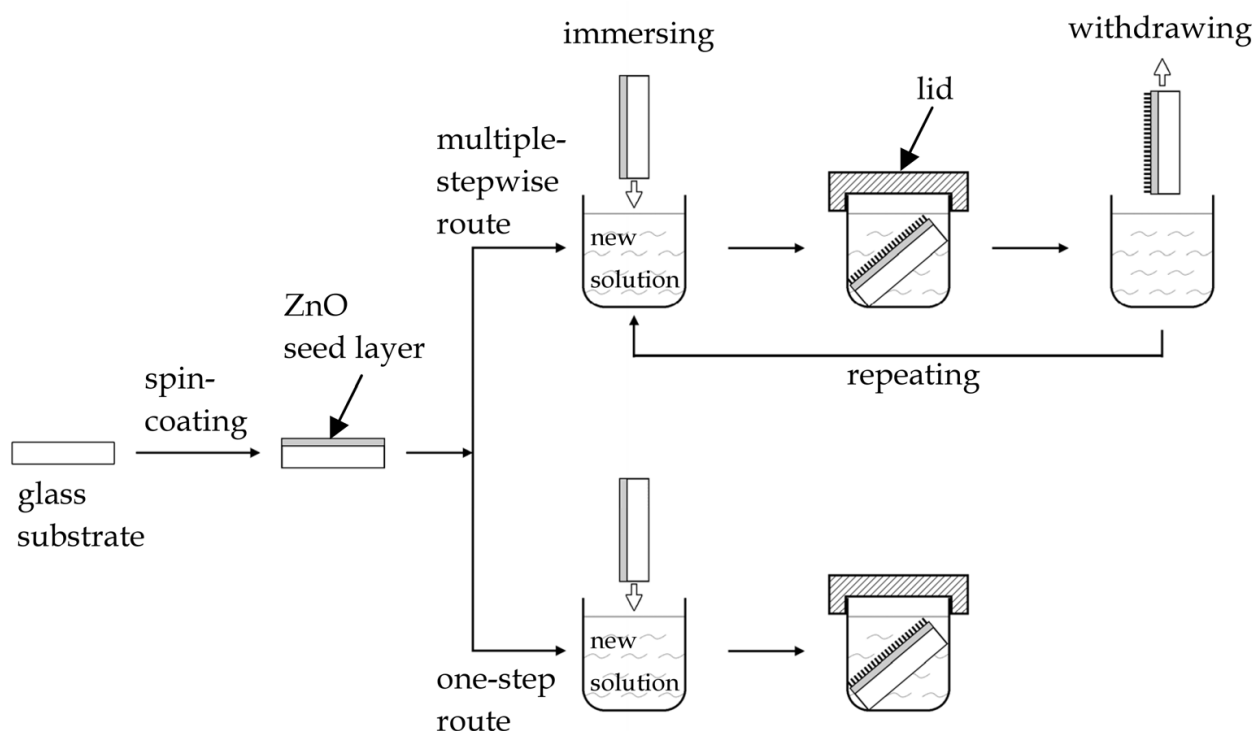 immersing
withdrawing
lid
multiple-
stepwise
route
new
solution
ZnO
seed layer
repeating
spin-
coating
glass
substrate
new
solution
one-step
route